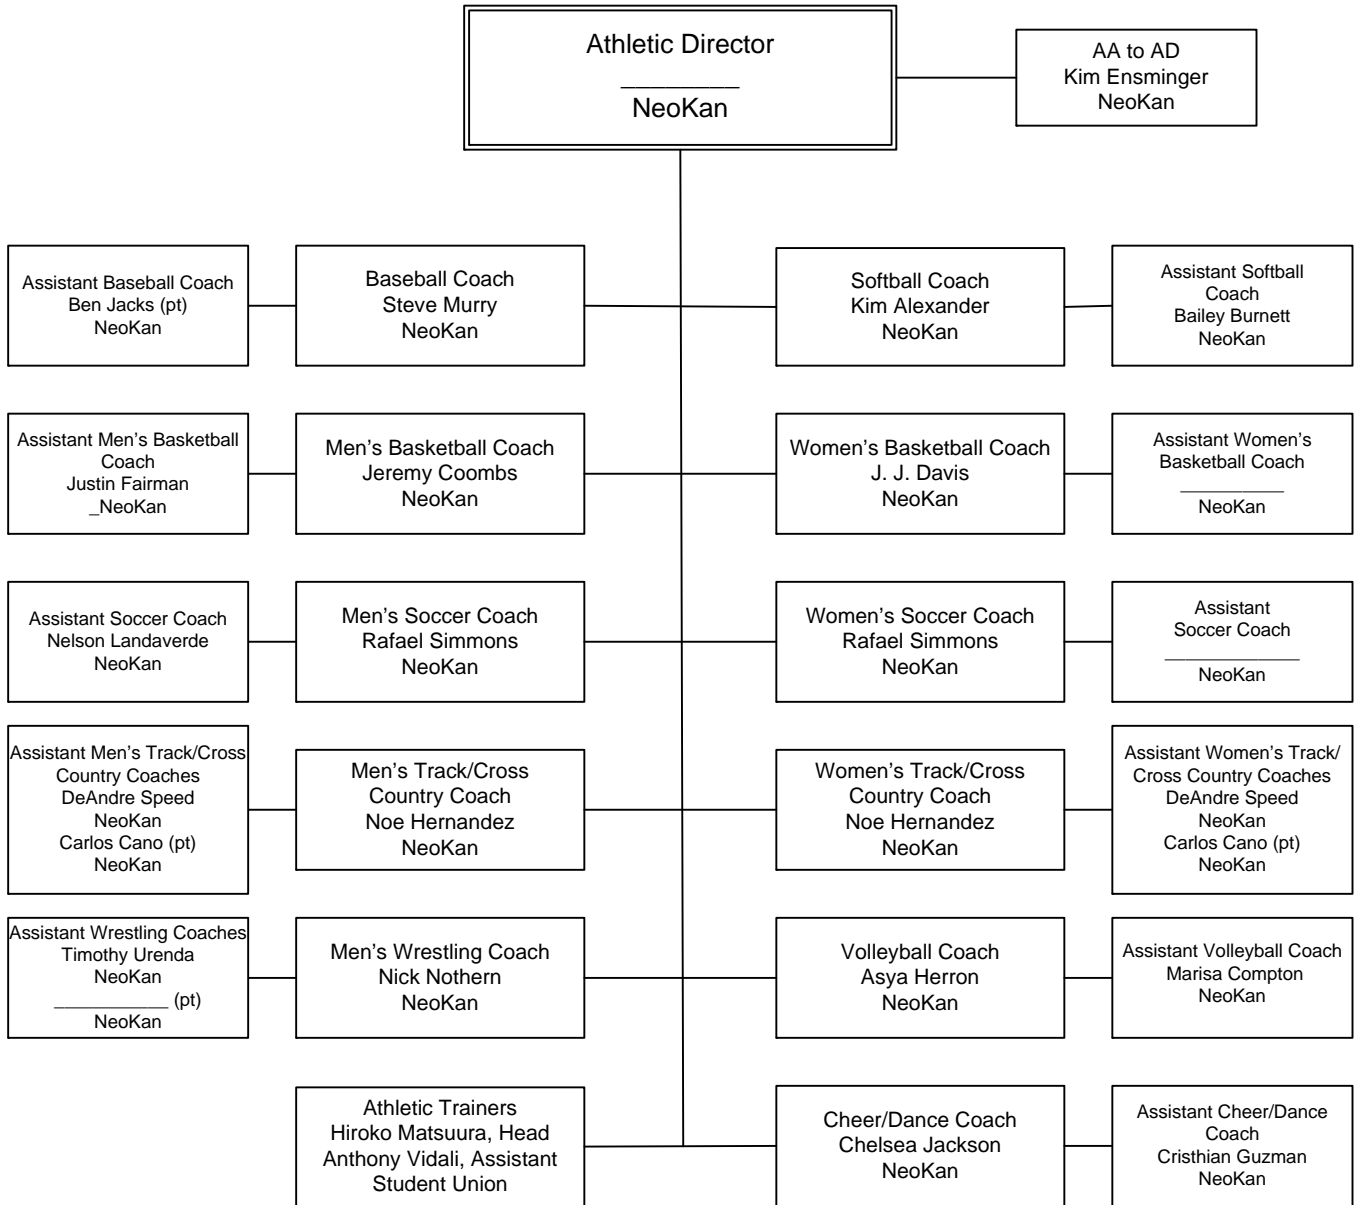 Athletic Director
________
NeoKan
AA to AD
Kim Ensminger
NeoKan
Assistant Baseball Coach
Ben Jacks (pt)
NeoKan
Baseball Coach
Steve Murry
NeoKan
Softball Coach
Kim Alexander
NeoKan
Assistant Softball
Coach
Bailey Burnett
NeoKan
Assistant Men's Basketball
Coach
Justin Fairman
_NeoKan
Men's Basketball Coach
Jeremy Coombs
NeoKan
Women's Basketball Coach
J. J. Davis
NeoKan
Assistant Women's
Basketball Coach
__________
NeoKan
Assistant Soccer Coach
Nelson Landaverde
NeoKan
Men's Soccer Coach
Rafael Simmons
NeoKan
Women's Soccer Coach
Rafael Simmons
NeoKan
Assistant
Soccer Coach
_____________
NeoKan
Assistant Men's Track/Cross
Country Coaches
DeAndre Speed
NeoKan
Carlos Cano (pt)
NeoKan
Men's Track/Cross
Country Coach
Noe Hernandez
NeoKan
Women's Track/Cross
Country Coach
Noe Hernandez
NeoKan
Assistant Women's Track/
Cross Country Coaches
DeAndre Speed
NeoKan
Carlos Cano (pt)
NeoKan
Assistant Wrestling Coaches
Timothy Urenda
NeoKan
___________ (pt)
NeoKan
Men's Wrestling Coach
Nick Nothern
NeoKan
Volleyball Coach
Asya Herron
NeoKan
Assistant Volleyball Coach
Marisa Compton
NeoKan
Athletic Trainers
Hiroko Matsuura, Head
Anthony Vidali, Assistant
Student Union
Cheer/Dance Coach
Chelsea Jackson
NeoKan
Assistant Cheer/Dance
Coach
Cristhian Guzman
NeoKan